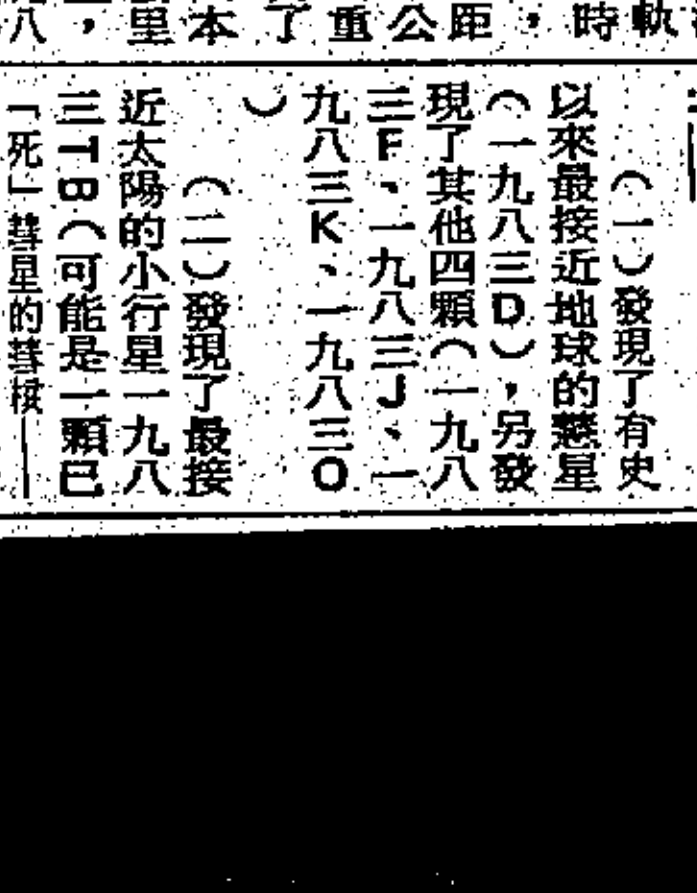 軌
時
，
距
公
重
了
本
里
，
八
（一）發現了有史
以來最接近地球的慧星
（一九八三D），另發
現了其他四顆（一九八
三F、一九八三J、一
九八三K、一九八三O
）
（二）發現了最接
近太陽的小行星一九八
三TB（可能是一顆已
「死」彗星的彗核——